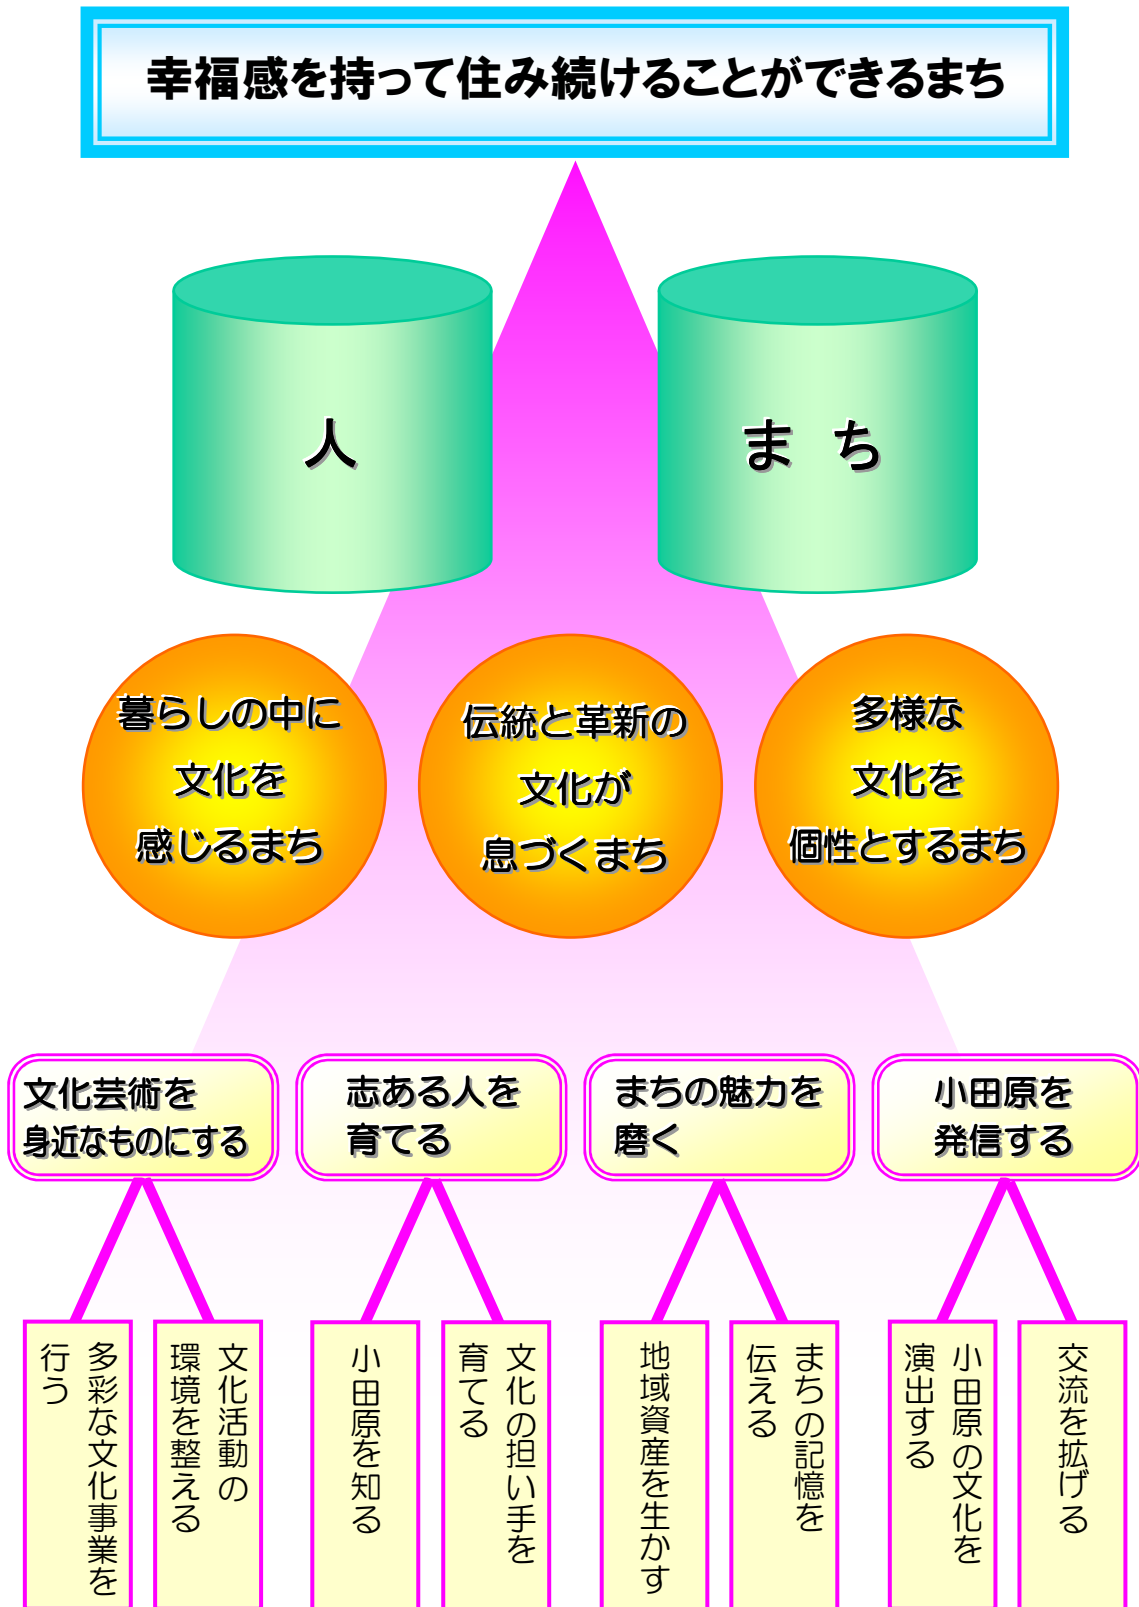 幸福感を持って住み続けることができるまち
人
まち
暮らしの中に
文化を
感じるまち
伝統と革新の
文化が
息づくまち
多様な
文化を
個性とするまち
文化芸術を
身近なものにする
志ある人を
育てる
まちの魅力を
磨く
小田原を
発信する
多彩な文化事業を
行う
文化活動の
環境を整える
小田原を知る
文化の担い手を
育てる
地域資産を生かす
まちの記憶を
伝える
小田原の文化を
演出する
交流を拡げる